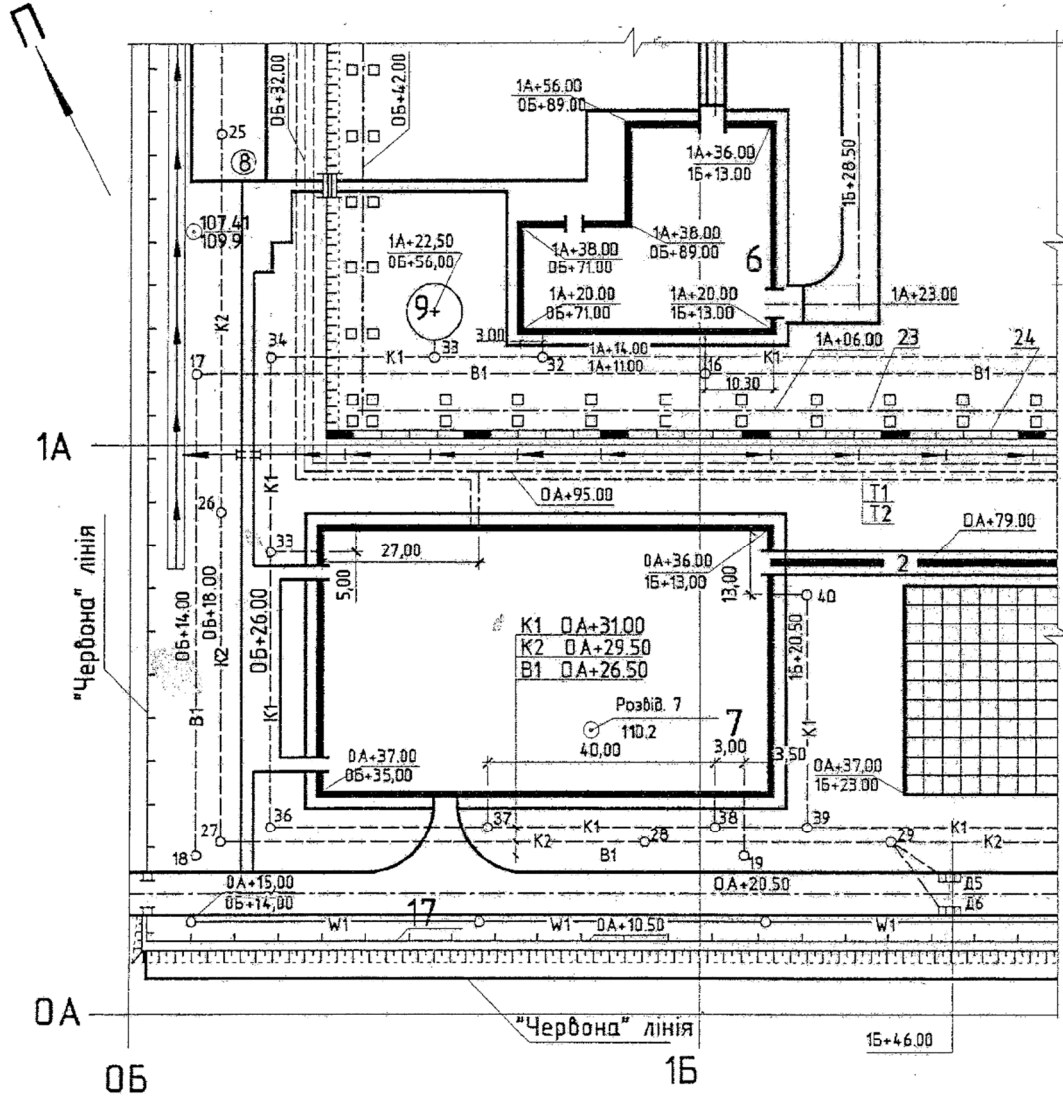 П
1А+56.00
0Б+89.00
0Б+32.00
0Б+42.00
25
8
1А+36.00
1Б+13.00
1Б+28.50
107.41
109.9
1А+22,50
0Б+56,00
1А+38.00
0Б+71.00
1А+38.00
0Б+89.00
6
К2
9
1А+20.00
0Б+71.00
1А+20.00
1Б+13.00
1А+23.00
34
К1
33
3.00
32
1А+14.00
1А+11.00
К1
1А+06.00
23
24
17
В1
16
10.30
В1
1А
К1
0А+95.00
Т1
Т2
26
0А+79.00
33
27,00
5,00
0А+36.00
1Б+13,00
13,00
2
40
"Червона" лінія
0Б+14.00
0Б+18.00
0Б+26.00
К2
К1 0А+31.00
К2 0А+29.50
В1 0А+26.50
1Б+20.50
В1
К1
Розвід. 7
110.2
7
К1
40,00
3,00
3,50
0А+37.00
0Б+35,00
0А+37,00
1Б+23.00
36
37
К1
38
39
К1
27
К2
28
29
К2
18
В1
19
0А+15,00
0Б+14,00
0А+20.50
Д5
Д6
W1
17
W1
0А+10.50
W1
0А
"Червона" лінія
1Б+46.00
0Б
1Б